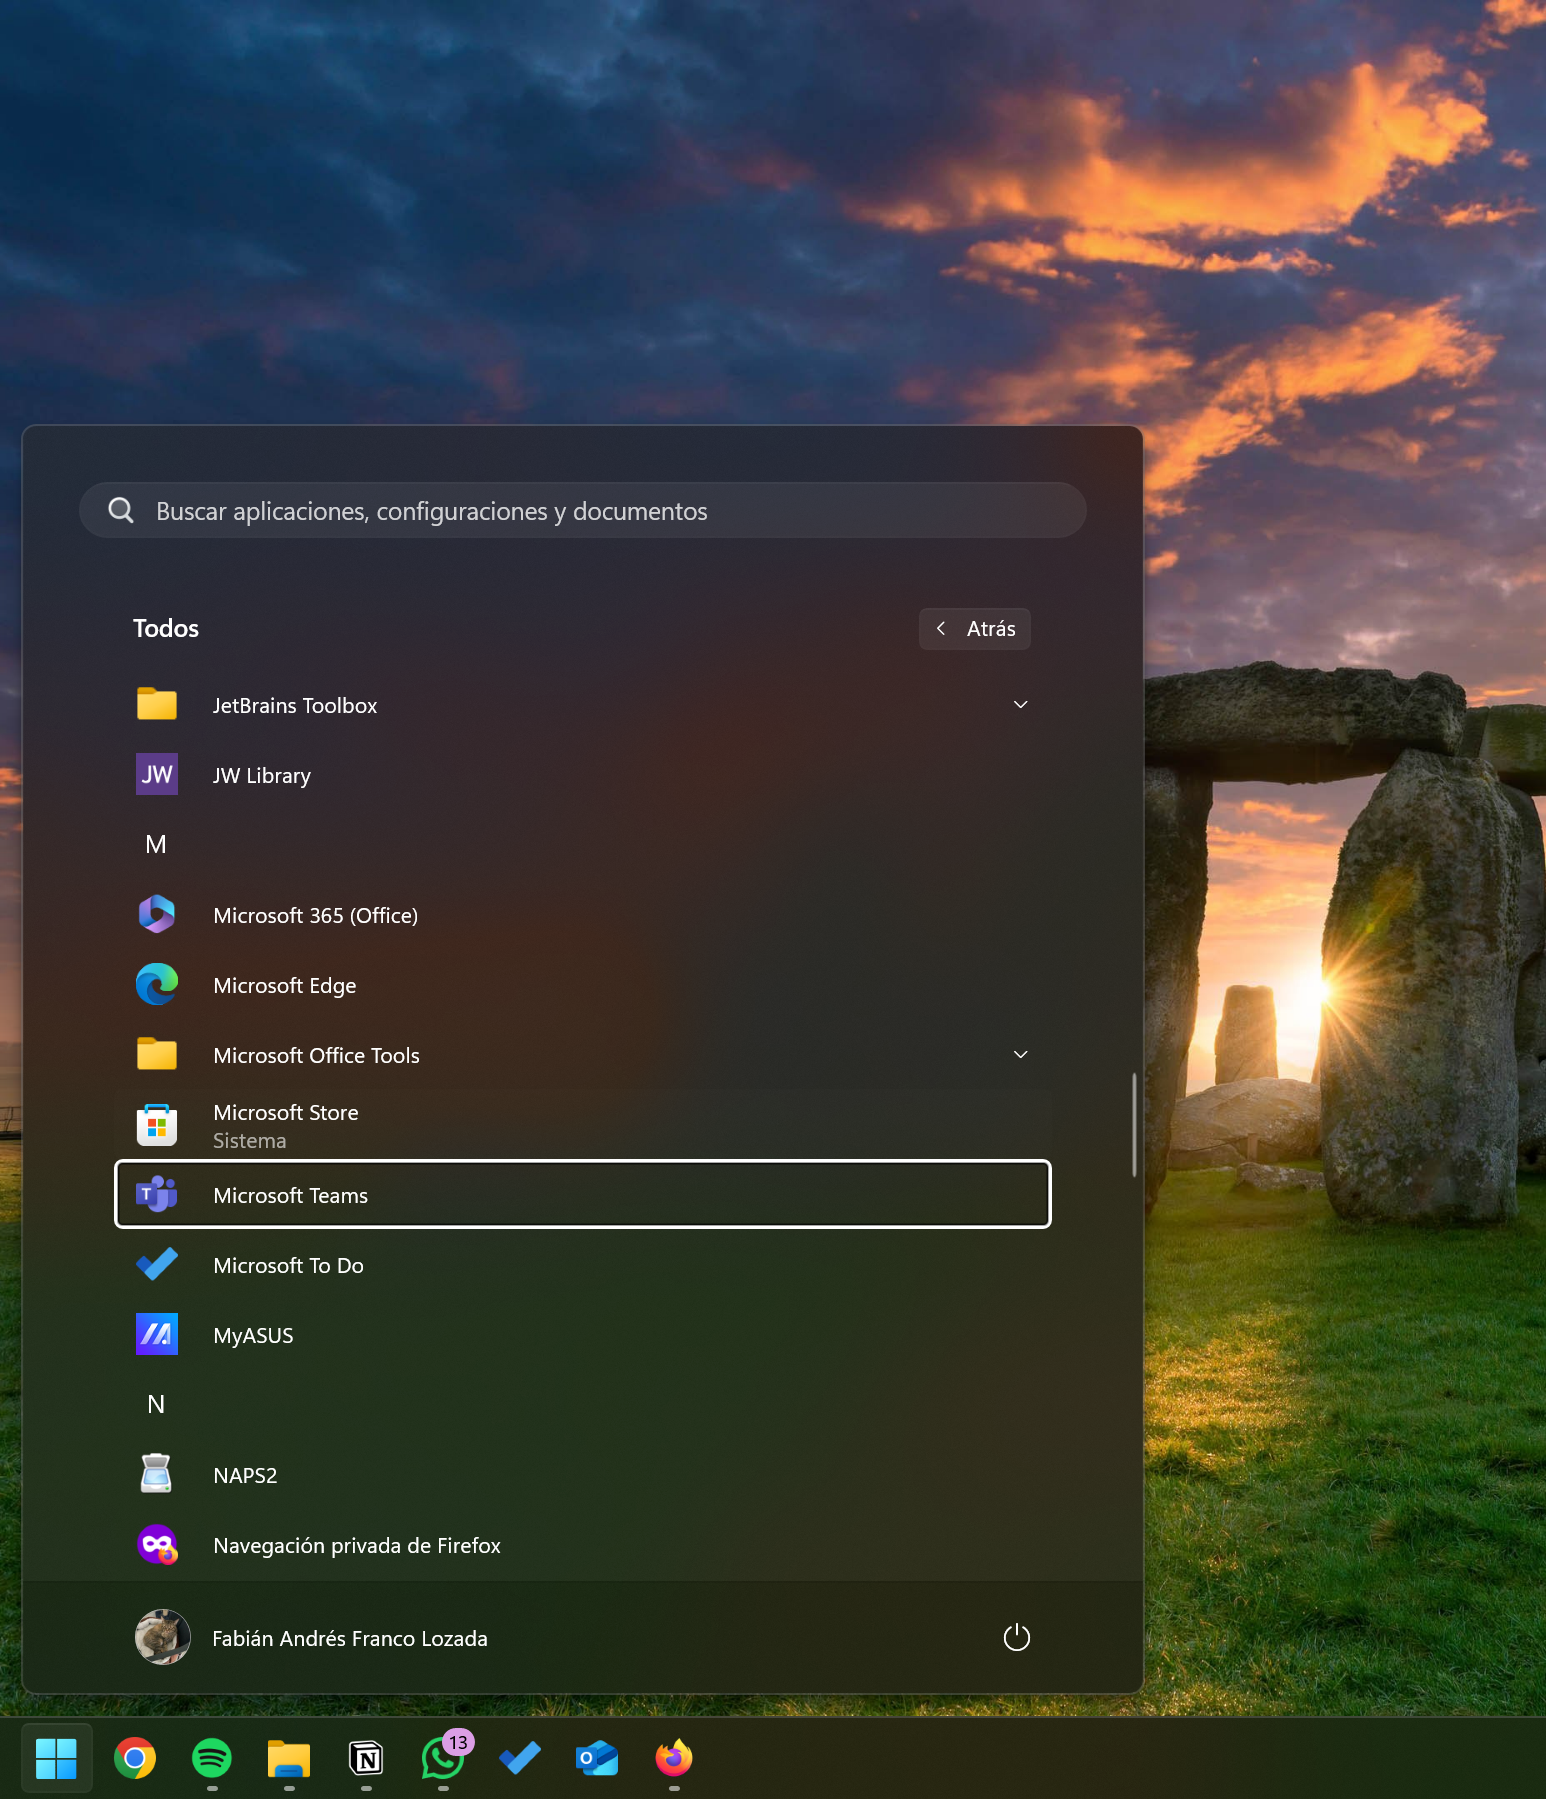 Buscar aplicaciones, configuraciones y documentos
Todos
Atrás
JetBrains Toolbox
JW
JW Library
M
Microsoft 365 (Office)
Microsoft Edge
Microsoft Office Tools
Microsoft Store
Sistema
T
Microsoft Teams
Microsoft To Do
MyASUS
N
NAPS2
Navegación privada de Firefox
Fabián Andrés Franco Lozada
N
13
O